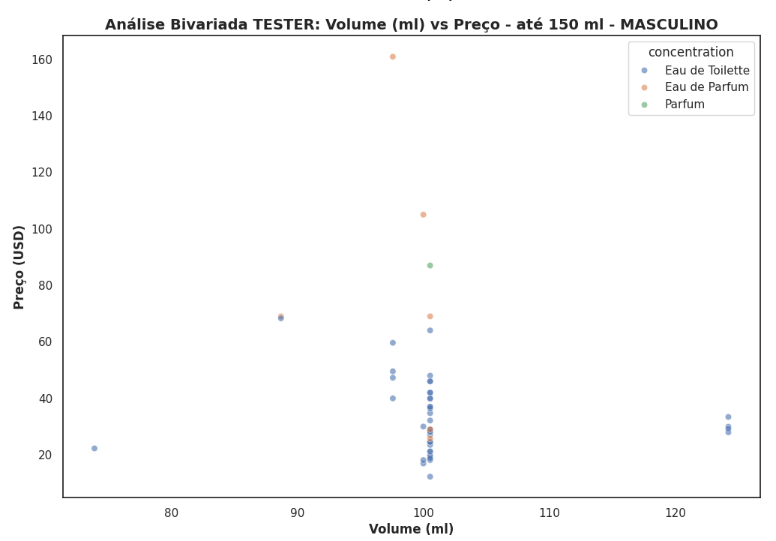 Análise Bivariada TESTER: Volume (ml) vs Preço - até 150 ml - MASCULINO
concentration
Eau de Toilette
Eau de Parfum
Parfum
160
140
120
100
80
60
40
20
Preço (USD)
80
90
100
110
120
Volume (ml)